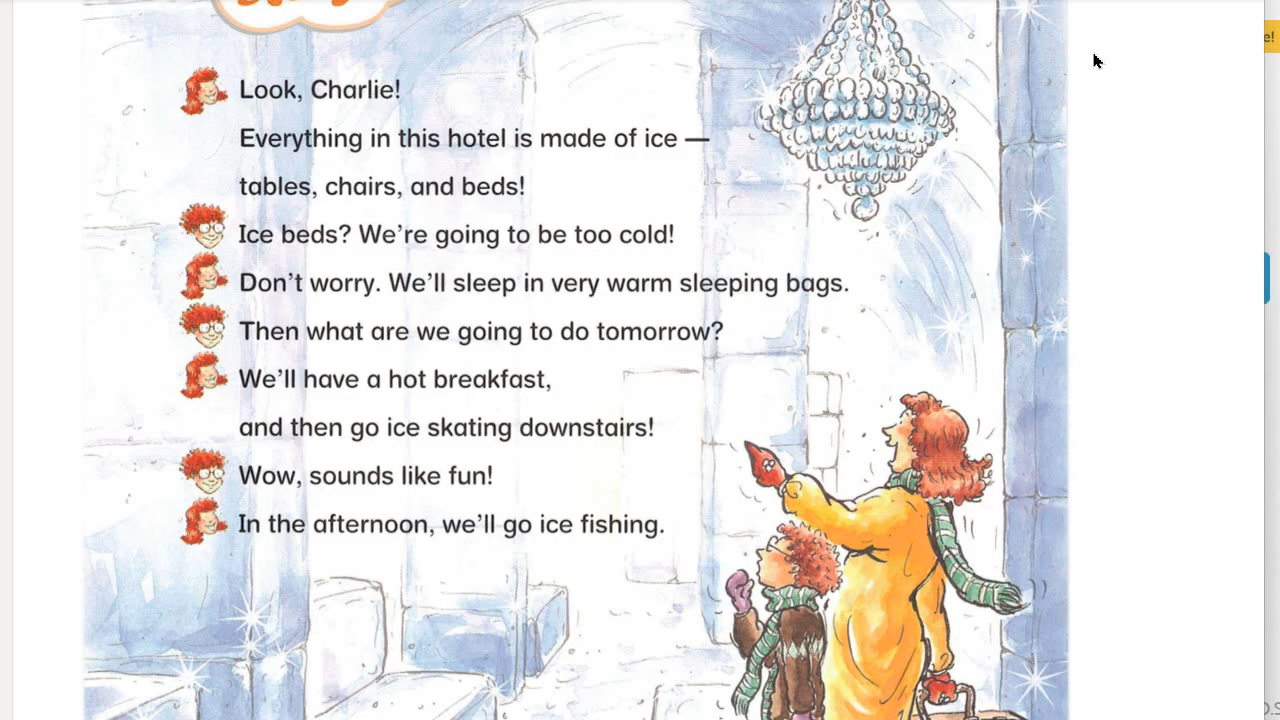 Look, Charlie!
Everything in this hotel is made of ice —
tables, chairs, and beds!
Ice beds? We're going to be too cold!
Don't worry. We'll sleep in very warm sleeping bags.
Then what are we going to do tomorrow?
We'll have a hot breakfast,
and then go ice skating downstairs!
Wow, sounds like fun!
In the afternoon, we'll go ice fishing.
e!